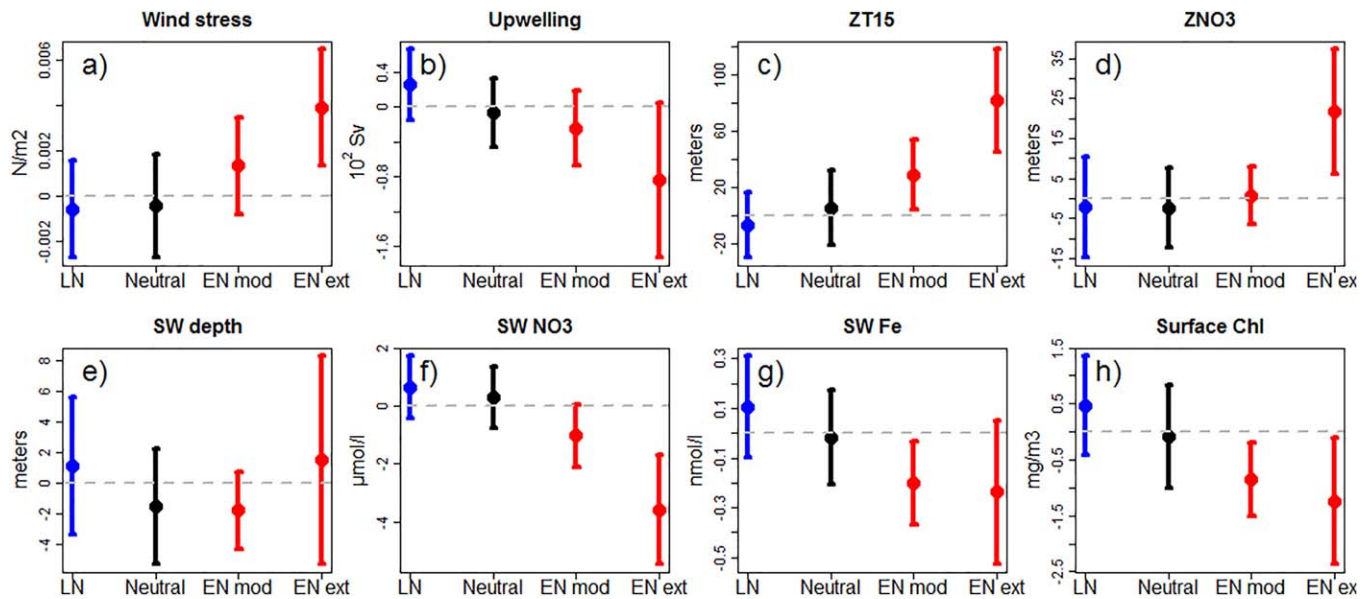 Wind stress
a)
N/m2
0.006
0.002
0
-0.002
LN Neutral EN mod EN ext
Upwelling
b)
10² Sv
0.4
0
-0.8
-1.6
LN Neutral EN mod EN ext
ZT15
c)
meters
100
60
20
-20
LN Neutral EN mod EN ext
ZNO3
d)
meters
35
25
15
5
-5
-15
LN Neutral EN mod EN ex
SW depth
e)
meters
8
6
4
2
0
-2
-4
LN Neutral EN mod EN ext
SW NO3
f)
µmol/l
2
0
-2
-4
LN Neutral EN mod EN ext
SW Fe
g)
nmol/l
0.3
0.1
-0.1
-0.3
-0.5
LN Neutral EN mod EN ext
Surface Chl
h)
mg/m3
1.5
0.5
-0.5
-1.5
-2.5
LN Neutral EN mod EN ext